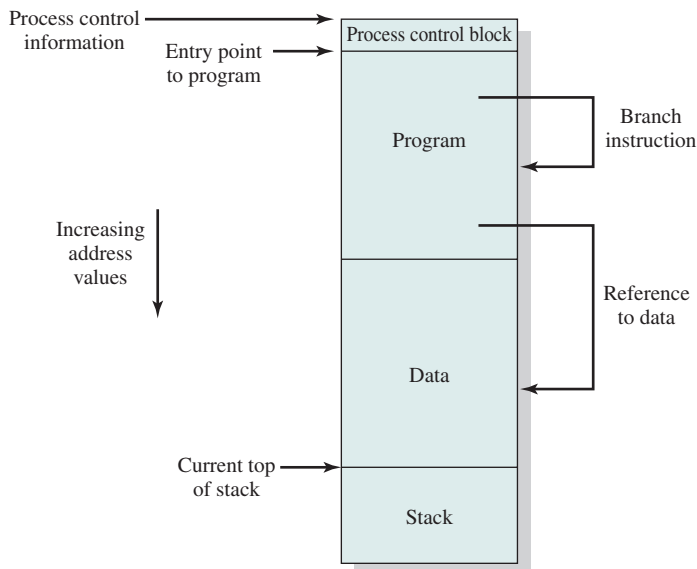 Process control
information
Process control block
Entry point
to program
Program
Branch
instruction
Increasing
address
values
Reference
to data
Data
Current top
of stack
Stack